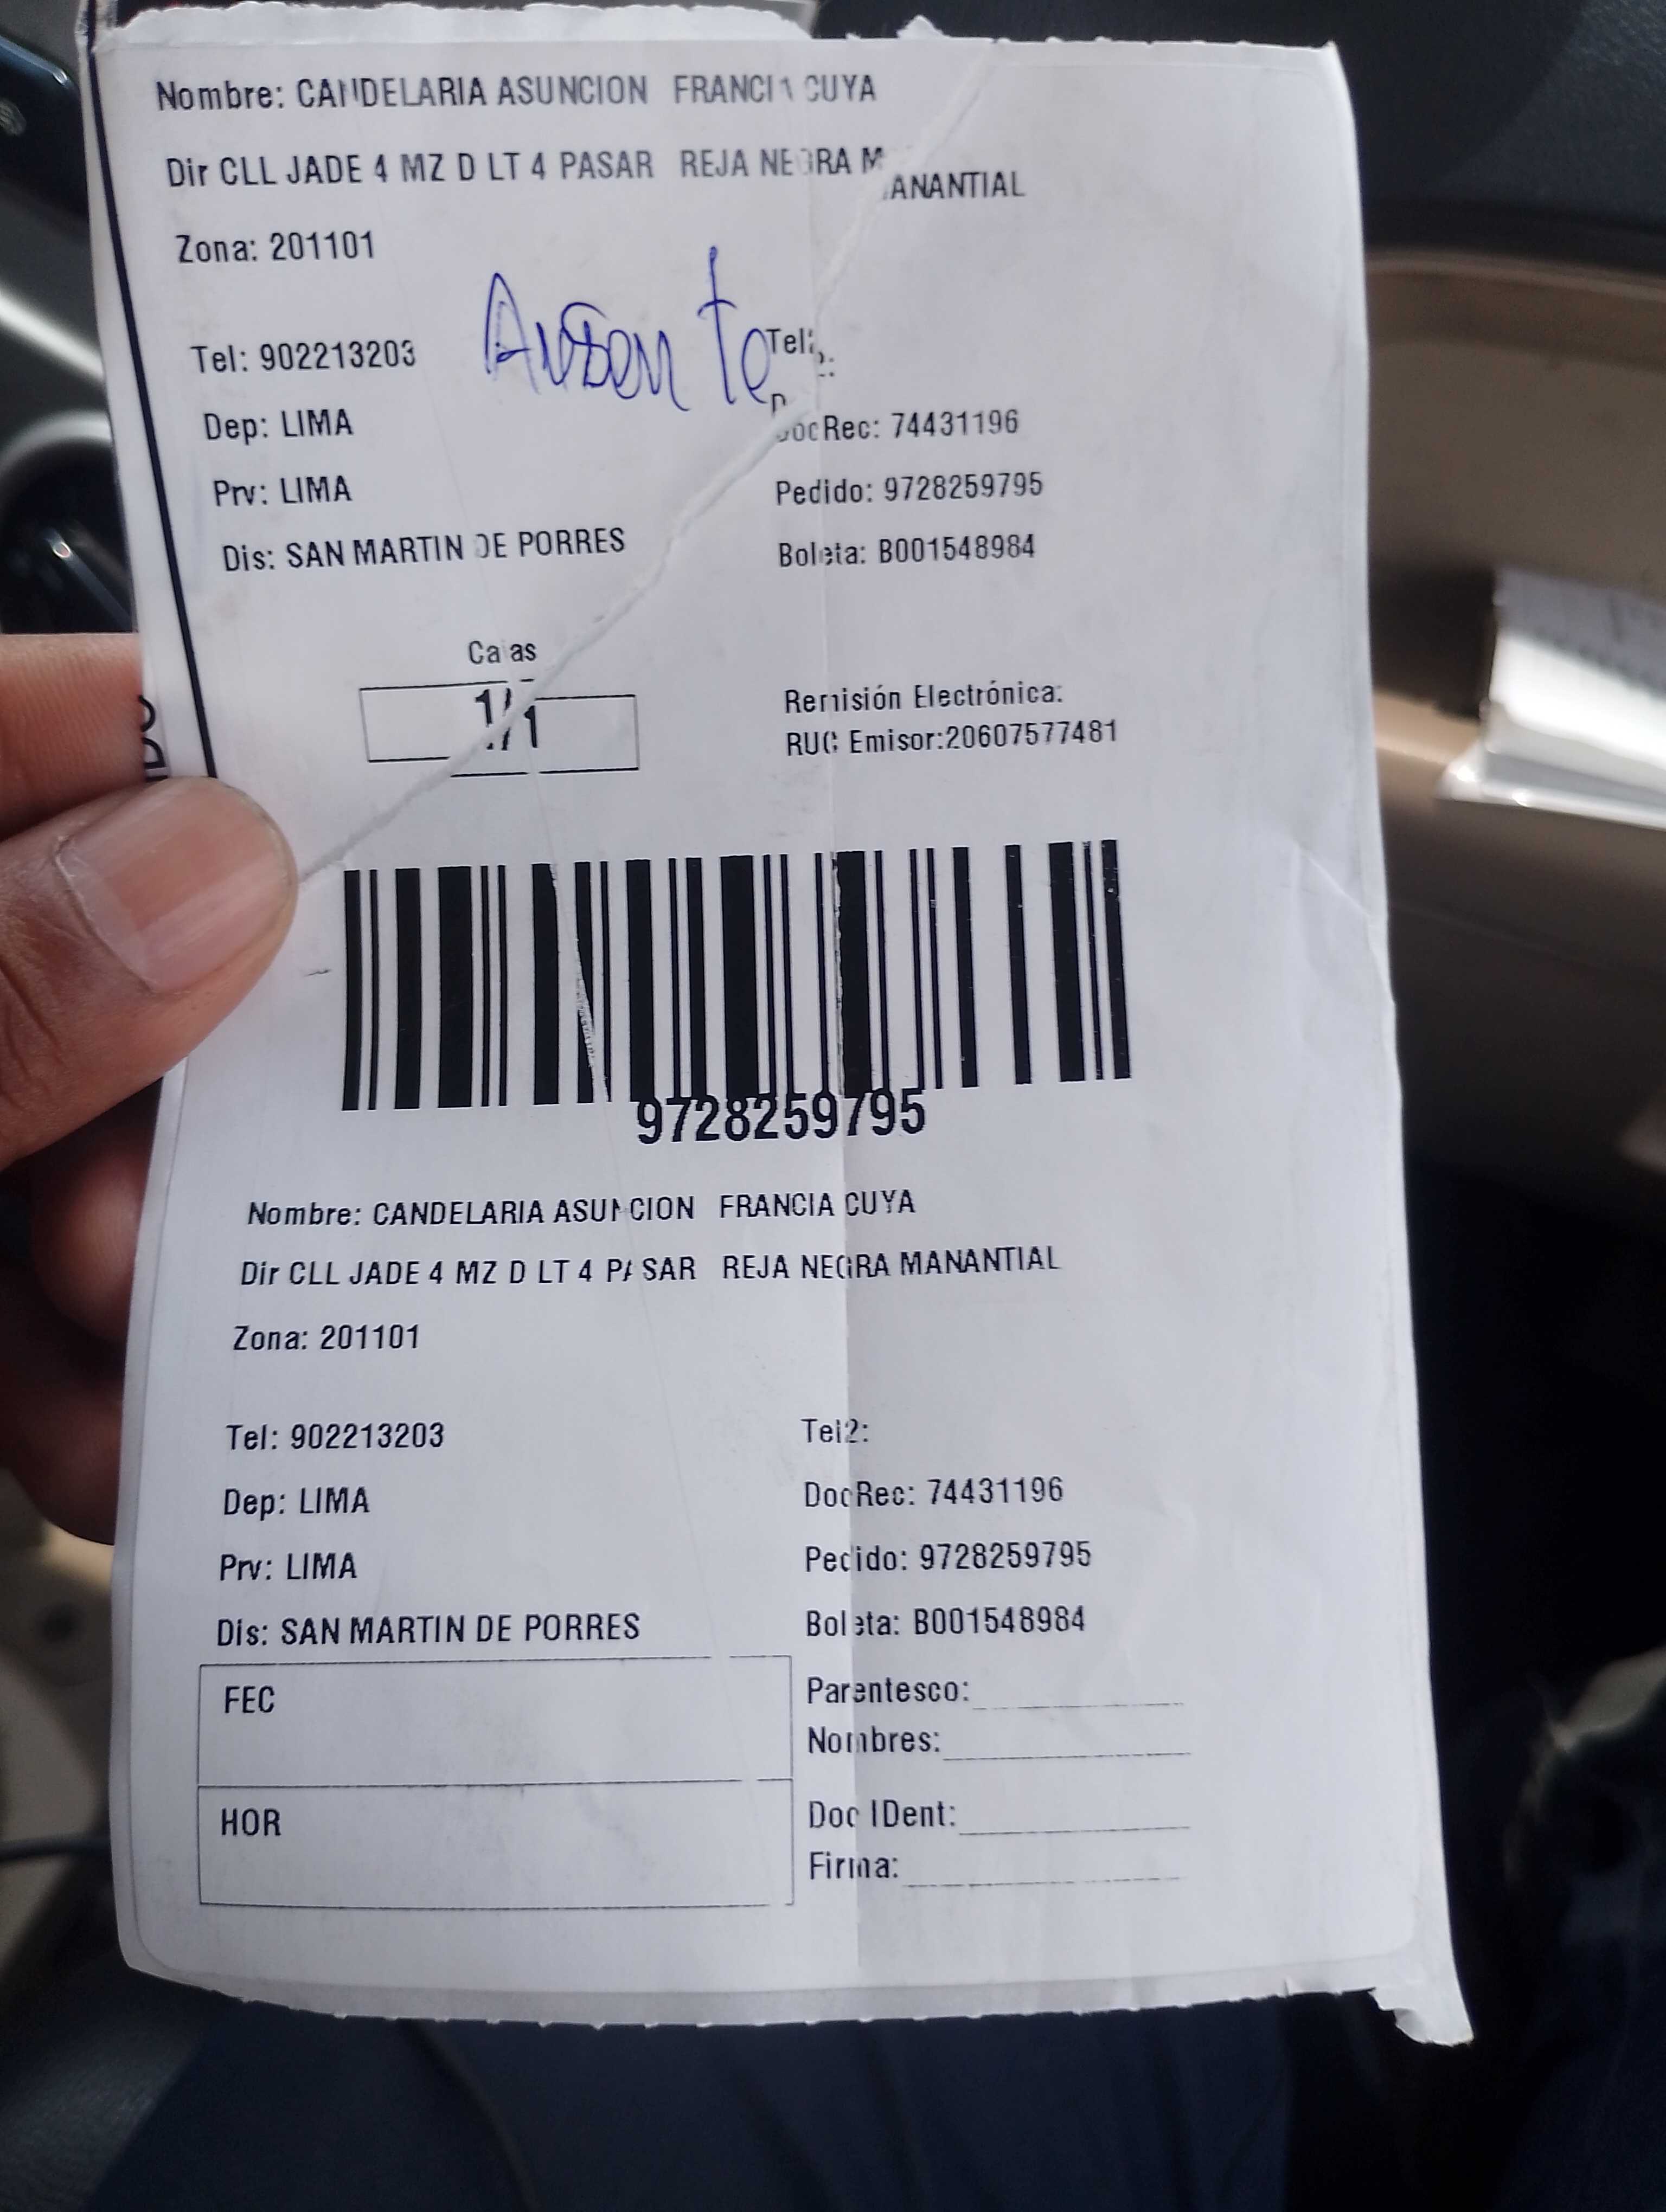 Nombre: CANDELARIA ASUNCION FRANCIA CUYA
Dir CLL JADE 4 MZ D LT 4 PASAR REJA NEGRA MANANTIAL
Zona: 201101
Ausente
Tel: 902213203 Tel2:
Dep: LIMA DocRec: 74431196
Prv: LIMA Pedido: 9728259795
Dis: SAN MARTIN DE PORRES Boleta: B001548984
Cajas
1/1
Remisión Electrónica:
RUC Emisor:20607577481
9728259795
Nombre: CANDELARIA ASUNCION FRANCIA CUYA
Dir CLL JADE 4 MZ D LT 4 PASAR REJA NEGRA MANANTIAL
Zona: 201101
Tel: 902213203 Tel2:
Dep: LIMA DocRec: 74431196
Prv: LIMA Pedido: 9728259795
Dis: SAN MARTIN DE PORRES Boleta: B001548984
FEC
HOR
Parentesco:
Nombres:
Doc IDent:
Firma: